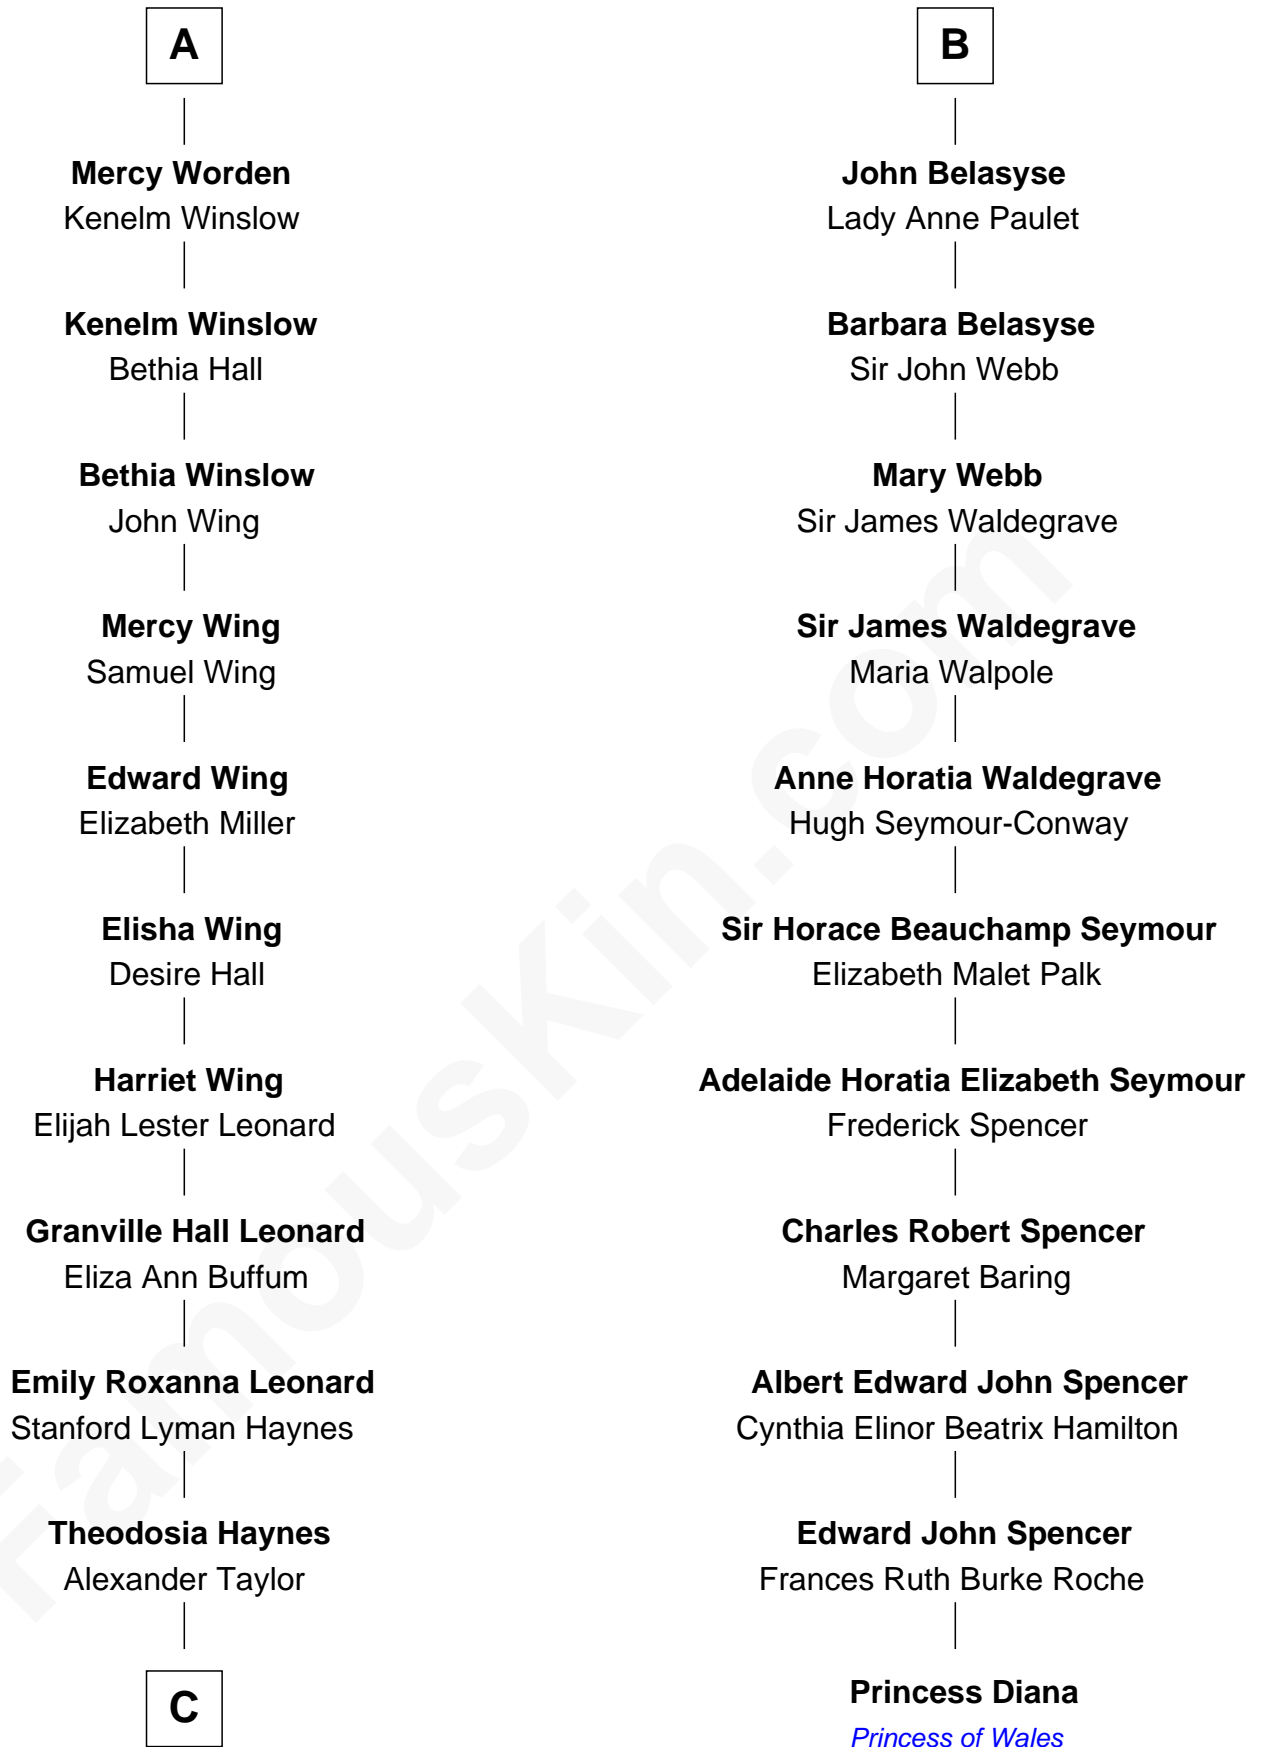 A
Mercy Worden
Kenelm Winslow
Kenelm Winslow
Bethia Hall
Bethia Winslow
John Wing
Mercy Wing
Samuel Wing
Edward Wing
Elizabeth Miller
Elisha Wing
Desire Hall
Harriet Wing
Elijah Lester Leonard
Granville Hall Leonard
Eliza Ann Buffum
Emily Roxanna Leonard
Stanford Lyman Haynes
Theodosia Haynes
Alexander Taylor
C
B
John Belasyse
Lady Anne Paulet
Barbara Belasyse
Sir John Webb
Mary Webb
Sir James Waldegrave
Sir James Waldegrave
Maria Walpole
Anne Horatia Waldegrave
Hugh Seymour-Conway
Sir Horace Beauchamp Seymour
Elizabeth Malet Palk
Adelaide Horatia Elizabeth Seymour
Frederick Spencer
Charles Robert Spencer
Margaret Baring
Albert Edward John Spencer
Cynthia Elinor Beatrix Hamilton
Edward John Spencer
Frances Ruth Burke Roche
Princess Diana
Princess of Wales
FamousKin.com